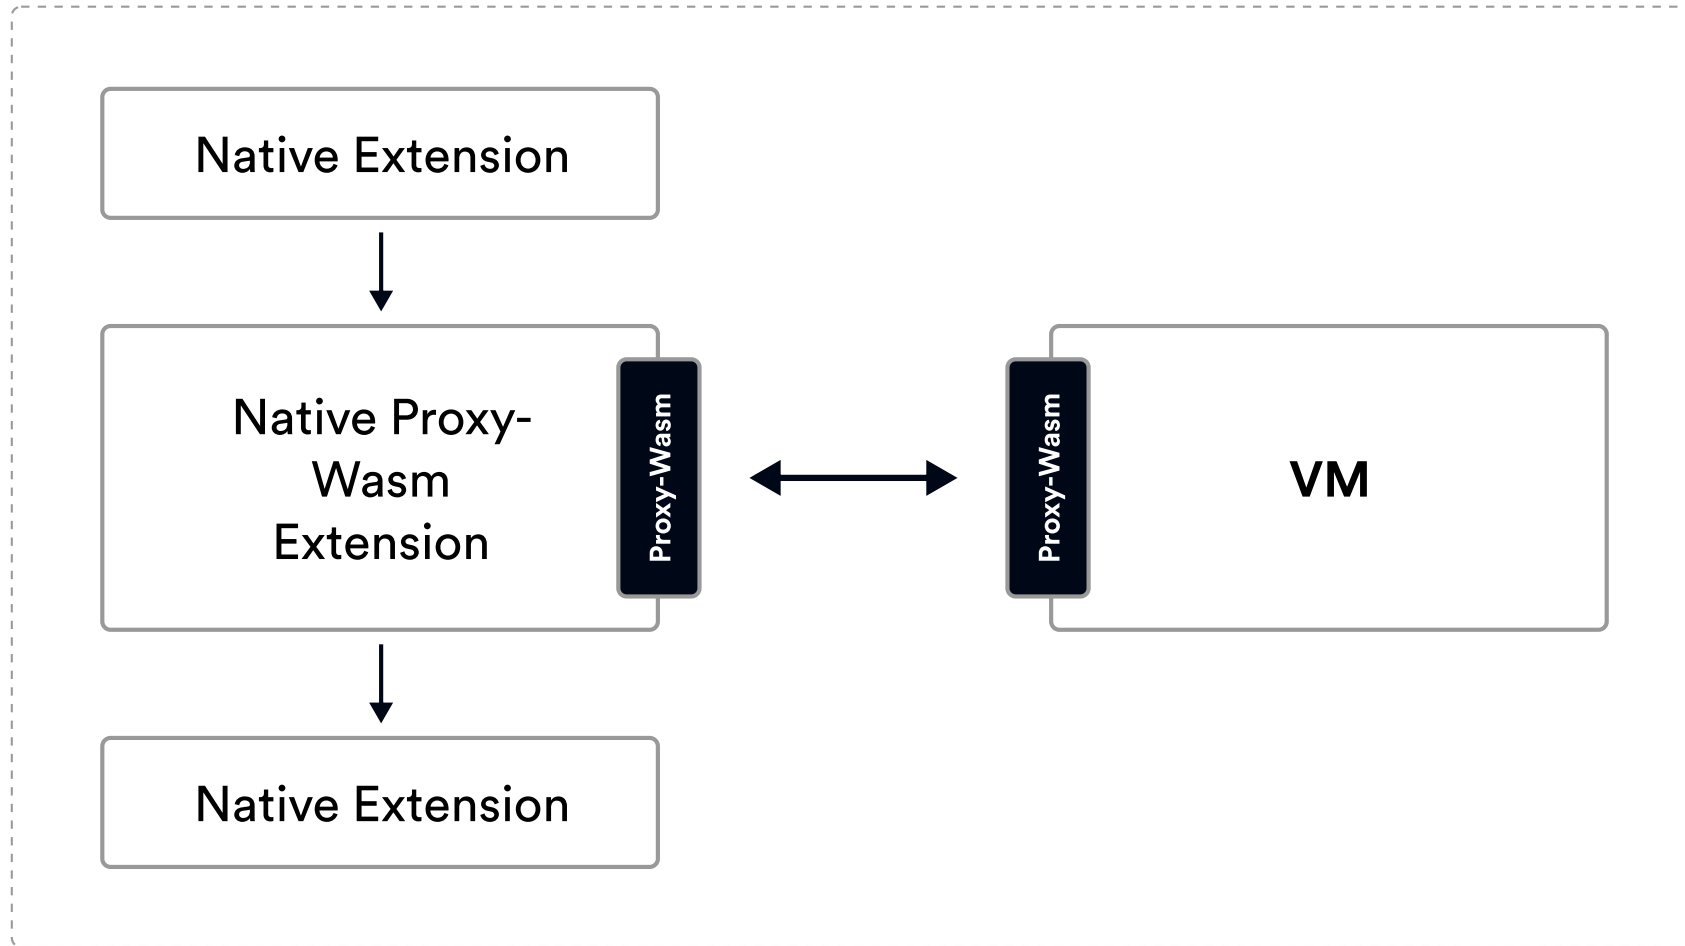 Native Extension
Native Proxy-
Wasm
Extension
Proxy-Wasm
Proxy-Wasm
VM
Native Extension